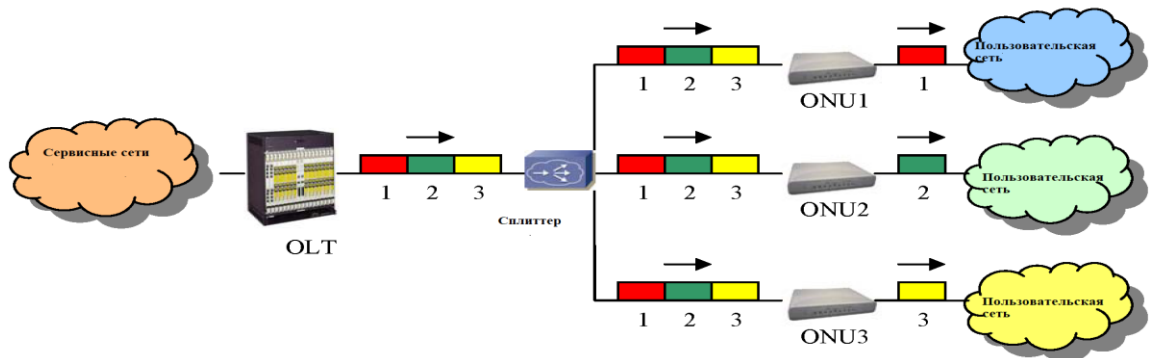 1 2 3
ONU1
1
Пользовательская
сеть
Сервисные сети
OLT
1 2 3
Сплиттер
1 2 3
ONU2
2
Пользовательская
сеть
1 2 3
ONU3
3
Пользовательская
сеть